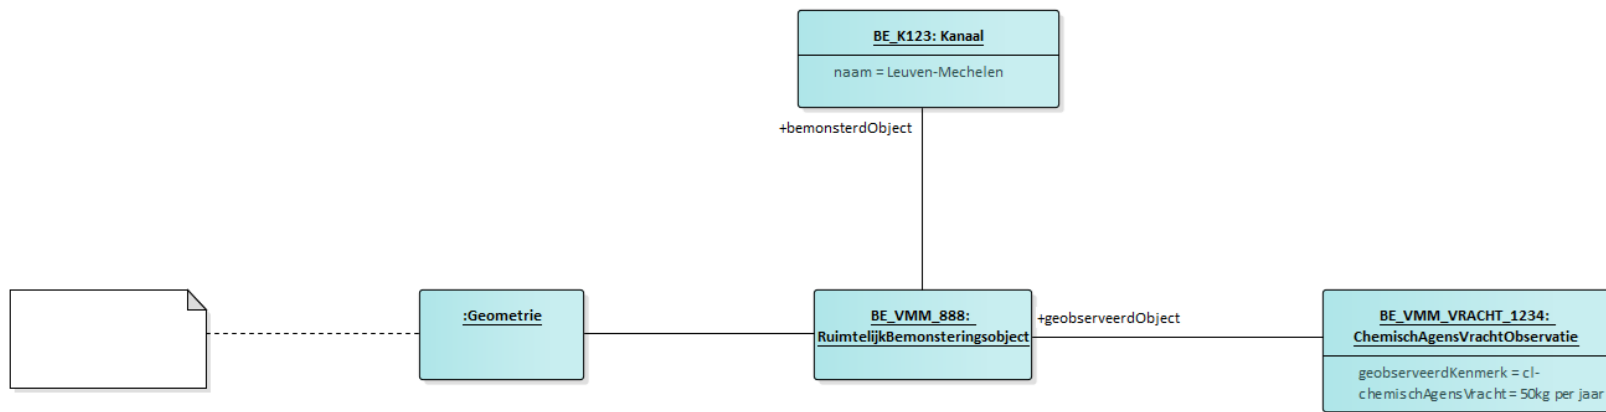 BE_K123: Kanaal
naam = Leuven-Mechelen
+bemonsterdObject
:Geometrie
BE_VMM_888:
RuimtelijkBemonsteringsobject
+geobserveerdObject
BE_VMM_VRACHT_1234:
ChemischAgensVrachtObservatie
geobserveerdKenmerk = cl-
chemischAgensVracht= 50kg per jaar